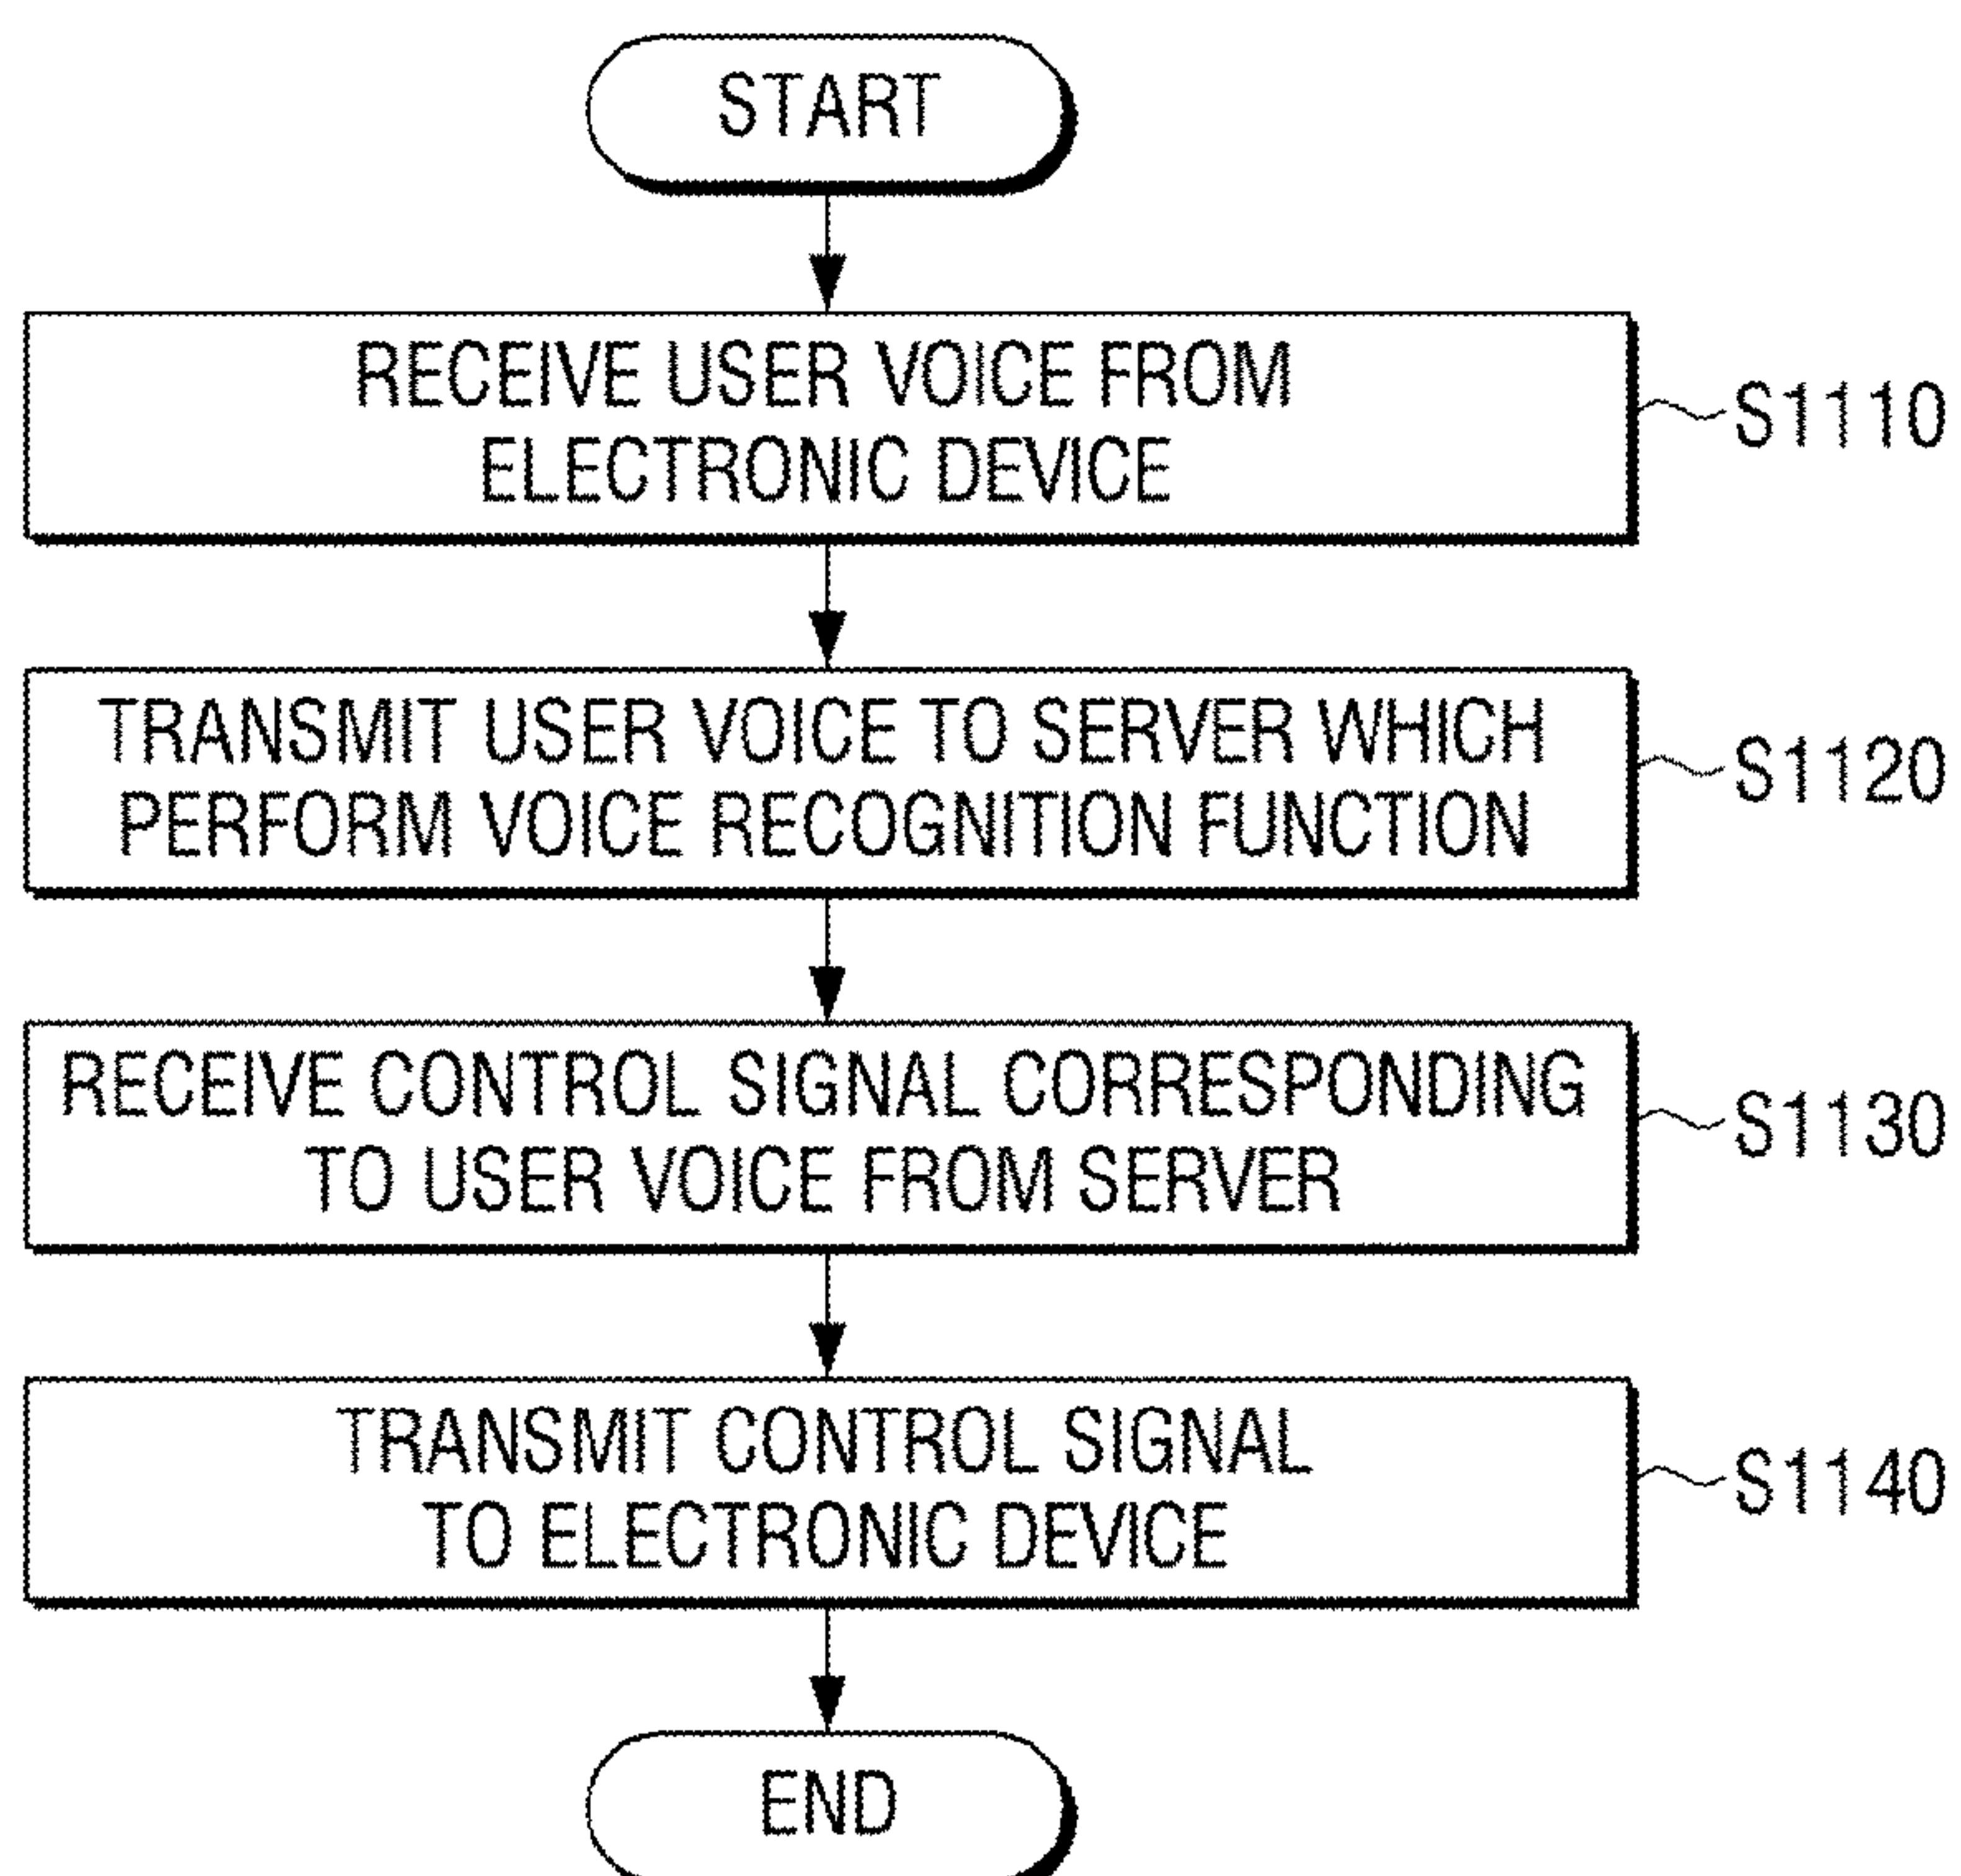 START
RECEIVE USER VOICE FROM
ELECTRONIC DEVICE
S1110
TRANSMIT USER VOICE TO SERVER WHICH
PERFORM VOICE RECOGNITION FUNCTION
S1120
RECEIVE CONTROL SIGNAL CORRESPONDING
TO USER VOICE FROM SERVER
S1130
TRANSMIT CONTROL SIGNAL
TO ELECTRONIC DEVICE
S1140
END